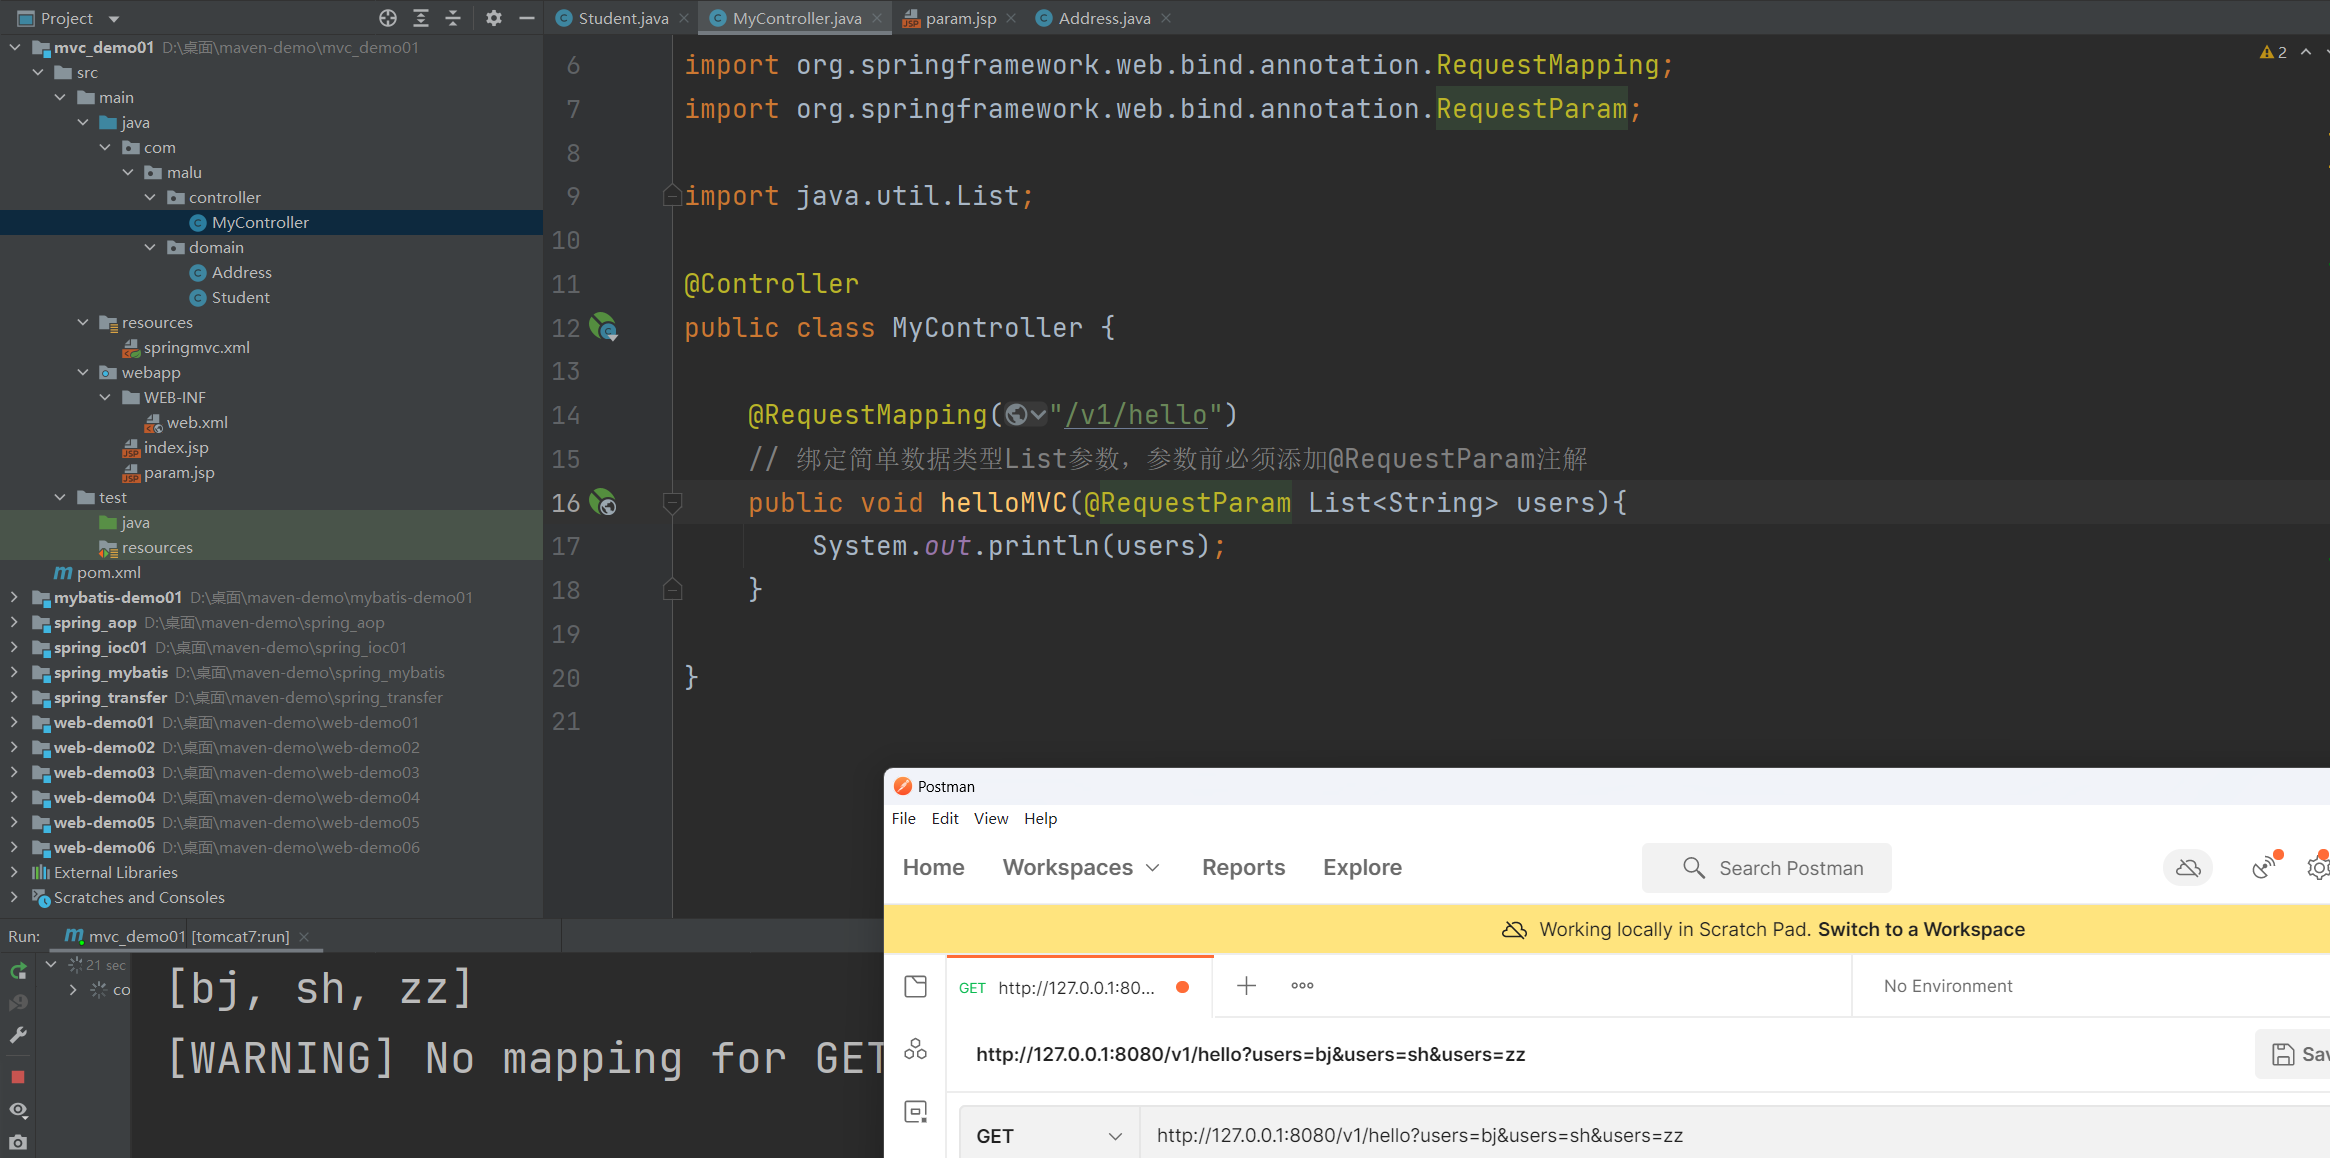 Project
mvc_demo01 D:\桌面\maven-demo\mvc_demo01
src
main
java
com
malu
controller
MyController
domain
Address
Student
resources
springmvc.xml
webapp
WEB-INF
web.xml
index.jsp
param.jsp
test
java
resources
pom.xml
mybatis-demo01 D:\桌面\maven-demo\mybatis-demo01
spring_aop D:\桌面\maven-demo\spring_aop
spring_ioc01 D:\桌面\maven-demo\spring_ioc01
spring_mybatis D:\桌面\maven-demo\spring_mybatis
spring_transfer D:\桌面\maven-demo\spring_transfer
web-demo01 D:\桌面\maven-demo\web-demo01
web-demo02 D:\桌面\maven-demo\web-demo02
web-demo03 D:\桌面\maven-demo\web-demo03
web-demo04 D:\桌面\maven-demo\web-demo04
web-demo05 D:\桌面\maven-demo\web-demo05
web-demo06 D:\桌面\maven-demo\web-demo06
External Libraries
Scratches and Consoles
Student.java MyController.java param.jsp Address.java
2
6 import org.springframework.web.bind.annotation.RequestMapping;
7 import org.springframework.web.bind.annotation.RequestParam;
8
9 import java.util.List;
10
11 @Controller
12 public class MyController {
13
14 @RequestMapping("/v1/hello")
15 // 绑定简单数据类型List参数，参数前必须添加@RequestParam注解
16 public void helloMVC(@RequestParam List<String> users){
17 System.out.println(users);
18 }
19
20 }
21
Run: mvc_demo01 [tomcat7:run]
21 sec
co
[bj, sh, zz]
[WARNING] No mapping for GET
Postman
File Edit View Help
Home Workspaces Reports Explore Search Postman
Working locally in Scratch Pad. Switch to a Workspace
GET http://127.0.0.1:80... No Environment
http://127.0.0.1:8080/v1/hello?users=bj&users=sh&users=zz Sav
GET http://127.0.0.1:8080/v1/hello?users=bj&users=sh&users=zz